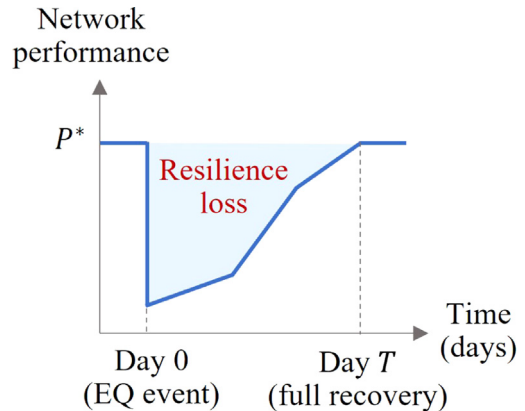 Network
performance
P*
Resilience
loss
Time
(days)
Day 0
(EQ event)
Day T
(full recovery)